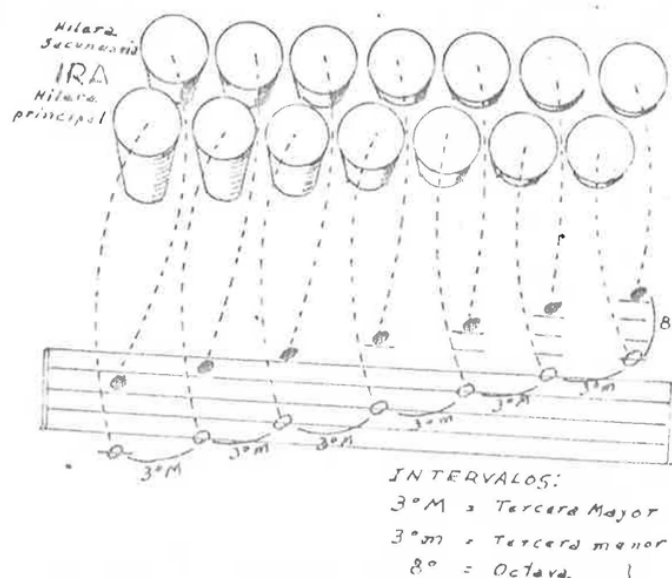 Hilera
Secundaria
IRA
Hilera
principal
8
3°m
3°M
3°m
3°M
3°m
3°M
INTERVALOS:
3°M = Tercera Mayor
3°m = Tercera menor
8° = Octava